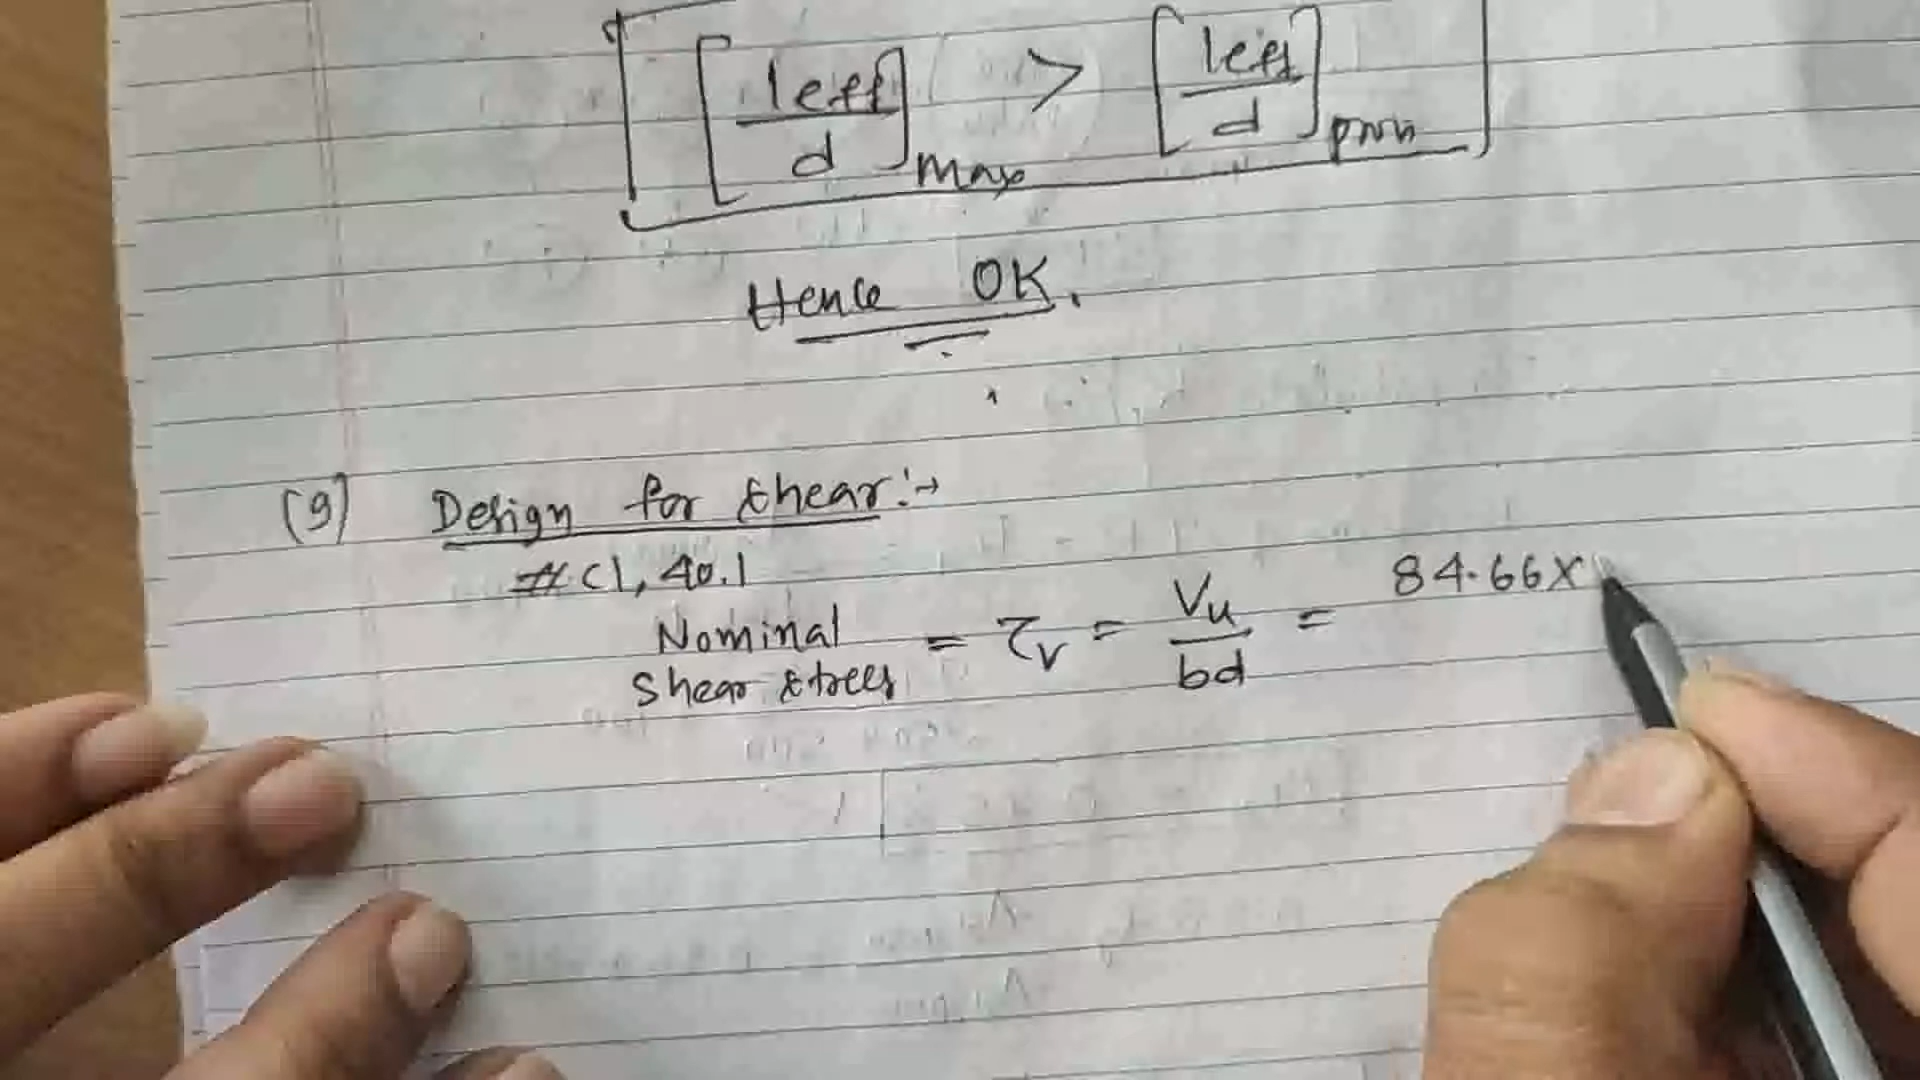 [leff/d]max > [leff/d]prov
Hence OK.
(9) Design for shear:→
# Cl, 40.1
Nominal shear stress = τv = Vu/bd = 84.66×